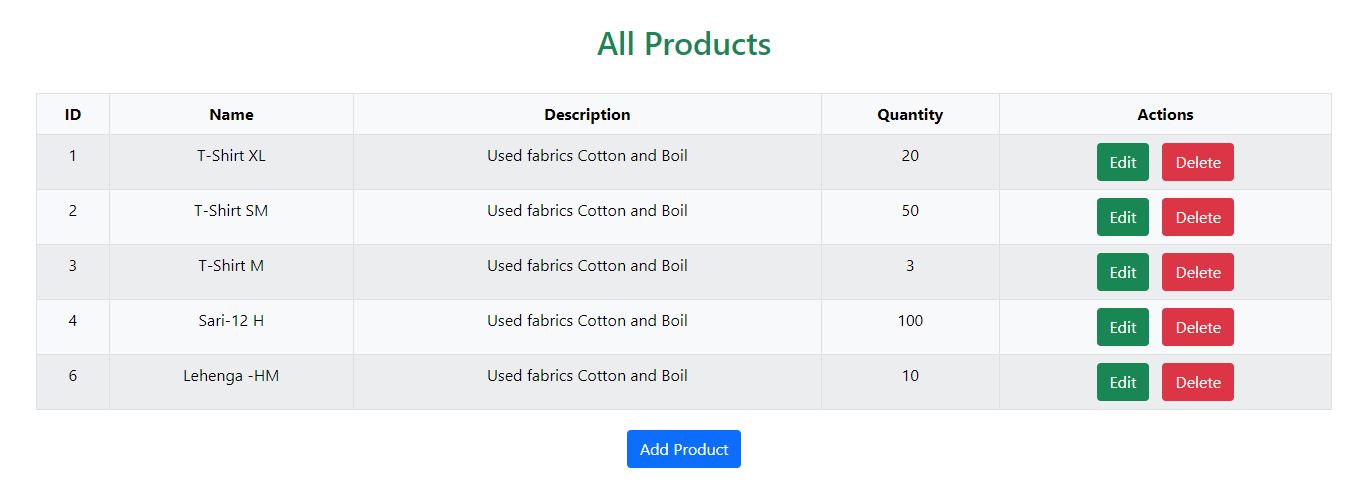 All Products
ID Name Description Quantity Actions
1 T-Shirt XL Used fabrics Cotton and Boil 20 Edit Delete
2 T-Shirt SM Used fabrics Cotton and Boil 50 Edit Delete
3 T-Shirt M Used fabrics Cotton and Boil 3 Edit Delete
4 Sari-12 H Used fabrics Cotton and Boil 100 Edit Delete
6 Lehenga -HM Used fabrics Cotton and Boil 10 Edit Delete
Add Product